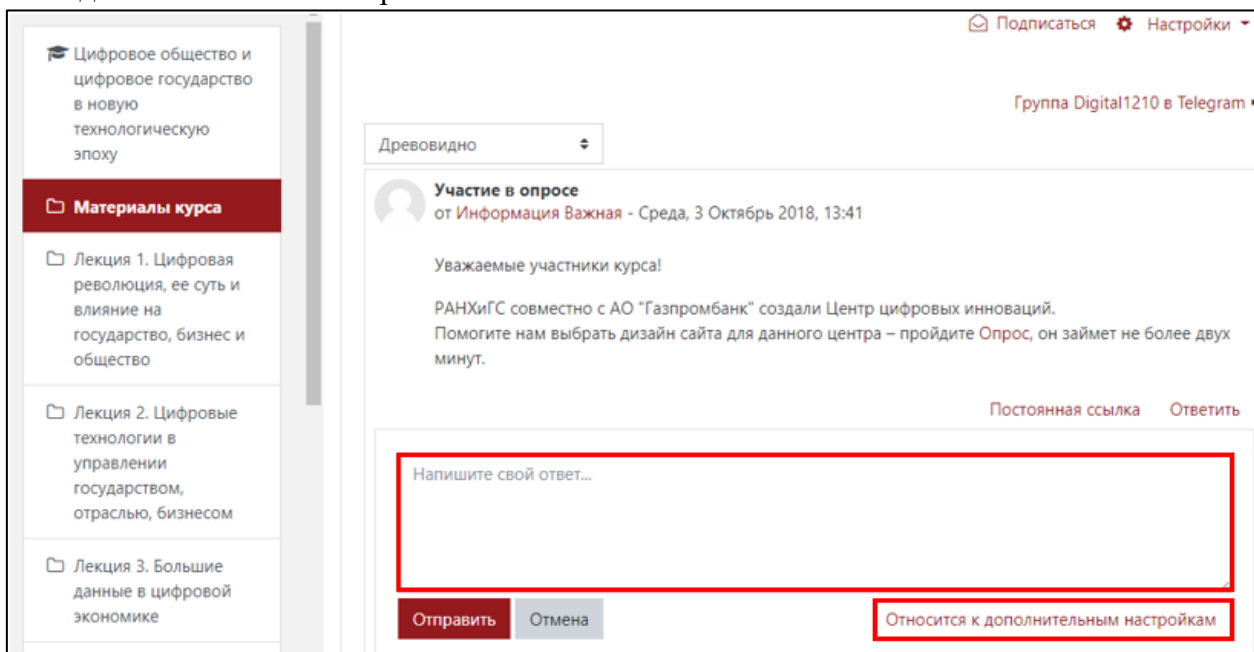 Подписаться Настройки
Цифровое общество и
цифровое государство
в новую
технологическую
эпоху
Материалы курса
Лекция 1. Цифровая
революция, ее суть и
влияние на
государство, бизнес и
общество
Лекция 2. Цифровые
технологии в
управлении
государством,
отраслью, бизнесом
Лекция 3. Большие
данные в цифровой
экономике
Группа Digital1210 в Telegram
Древовидно
Участие в опросе
от Информация Важная - Среда, 3 Октябрь 2018, 13:41
Уважаемые участники курса!
РАНХиГС совместно с АО "Газпромбанк" создали Центр цифровых инноваций.
Помогите нам выбрать дизайн сайта для данного центра – пройдите Опрос, он займет не более двух
минут.
Постоянная ссылка Ответить
Напишите свой ответ...
Отправить Отмена Относится к дополнительным настройкам